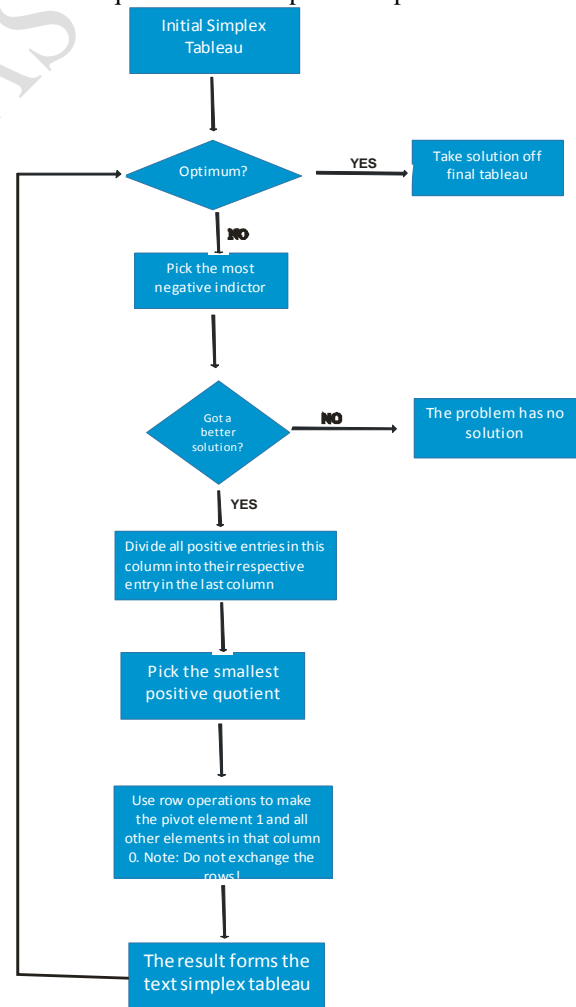 Initial Simplex
Tableau
Optimum?
YES
Take solution off
final tableau
NO
Pick the most
negative indictor
Got a
better
solution?
NO
The problem has no
solution
YES
Divide all positive entries in this
column into their respective
entry in the last column
Pick the smallest
positive quotient
Use row operations to make
the pivot element 1 and all
other elements in that column
0. Note: Do not exchange the
rows!
The result forms the
text simplex tableau